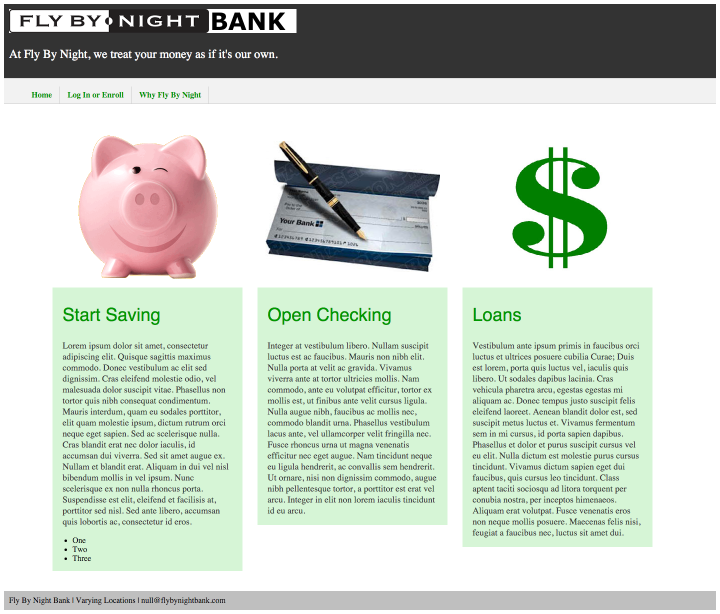 FLY BY NIGHT BANK
At Fly By Night, we treat your money as if it's our own.
Home Log In or Enroll Why Fly By Night
Your Bank
$
Start Saving
Lorem ipsum dolor sit amet, consectetur
adipiscing elit. Quisque sagittis maximus
commodo. Donec vestibulum ac elit sed
dignissim. Cras eleifend molestie odio, vel
malesuada dolor suscipit vitae. Phasellus non
tortor quis nibh consequat condimentum.
Mauris interdum, quam eu sodales porttitor,
elit quam molestie ipsum, dictum rutrum orci
neque eget sapien. Sed ac scelerisque nulla.
Cras blandit erat nec dolor iaculis, id
accumsan dui viverra. Sed sit amet augue ex.
Nullam et blandit erat. Aliquam in dui vel nisl
bibendum mollis in vel ipsum. Nunc
scelerisque ex non nulla rhoncus porta.
Suspendisse est elit, eleifend et facilisis at,
porttitor sed nisl. Sed ante libero, accumsan
quis lobortis ac, consectetur id eros.
One
Two
Three
Open Checking
Integer at vestibulum libero. Nullam suscipit
luctus est ac faucibus. Mauris non nibh elit.
Nulla porta at velit ac gravida. Vivamus
viverra ante at tortor ultricies mollis. Nam
commodo, ante eu volutpat efficitur, tortor ex
mollis est, ut finibus ante velit cursus ligula.
Nulla augue nibh, faucibus ac mollis nec,
commodo blandit urna. Phasellus vestibulum
lacus ante, vel ullamcorper velit fringilla nec.
Fusce rhoncus urna ut magna venenatis
efficitur nec eget augue. Nam tincidunt neque
eu ligula hendrerit, ac convallis sem hendrerit.
Ut ornare, nisi non dignissim commodo, augue
nibh pellentesque tortor, a porttitor est erat vel
arcu. Integer in elit non lorem iaculis tincidunt
id eu arcu.
Loans
Vestibulum ante ipsum primis in faucibus orci
luctus et ultrices posuere cubilia Curae; Duis
est lorem, porta quis luctus vel, iaculis quis
libero. Ut sodales dapibus lacinia. Cras
vehicula pharetra arcu, egestas egestas mi
aliquam ac. Donec tempus justo suscipit felis
eleifend laoreet. Aenean blandit dolor est, sed
suscipit metus luctus et. Vivamus fermentum
sem in mi cursus, id porta sapien dapibus.
Phasellus et dolor et purus suscipit cursus vel
eu elit. Nulla dictum est molestie purus cursus
tincidunt. Vivamus dictum sapien eget dui
faucibus, quis cursus leo tincidunt. Class
aptent taciti sociosqu ad litora torquent per
conubia nostra, per inceptos himenaeos.
Aliquam erat volutpat. Fusce venenatis eros
non neque mollis posuere. Maecenas felis nisi,
feugiat a faucibus nec, luctus sit amet dui.
Fly By Night Bank | Varying Locations | null@flybynightbank.com